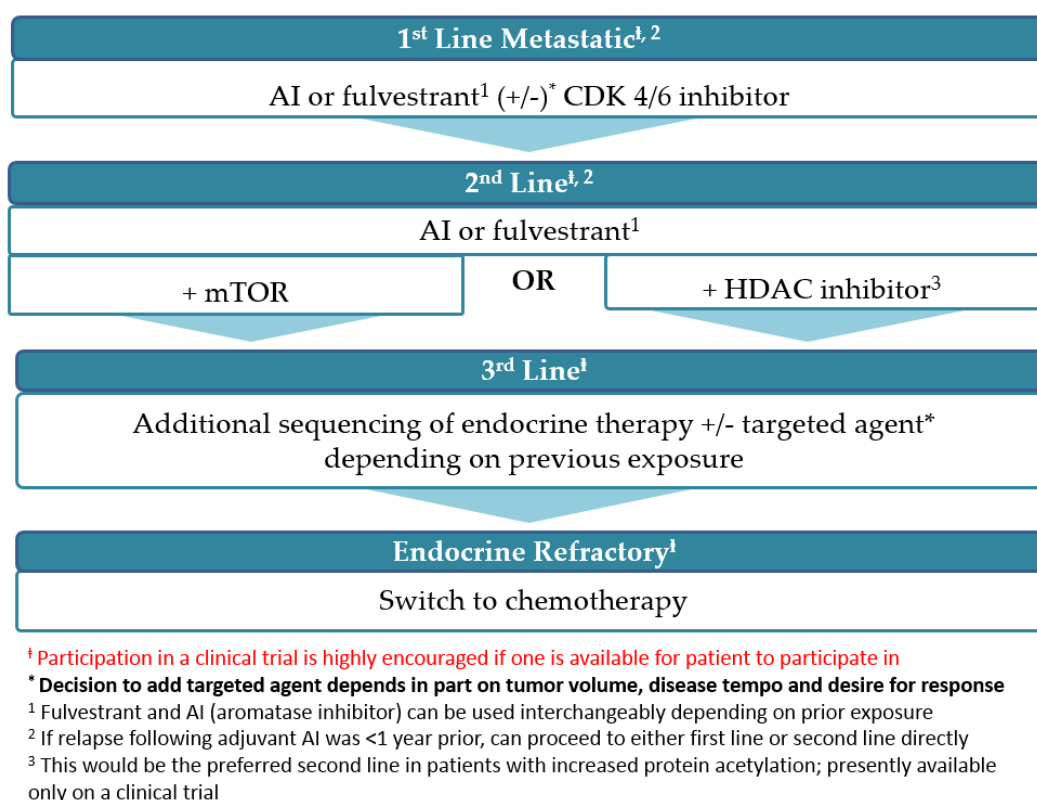 1st Line Metastaticⱡ, 2
AI or fulvestrant1 (+/-)* CDK 4/6 inhibitor
2nd Lineⱡ, 2
AI or fulvestrant1
+ mTOR
OR
+ HDAC inhibitor3
3rd Lineⱡ
Additional sequencing of endocrine therapy +/- targeted agent*
depending on previous exposure
Endocrine Refractoryⱡ
Switch to chemotherapy
ⱡ Participation in a clinical trial is highly encouraged if one is available for patient to participate in
* Decision to add targeted agent depends in part on tumor volume, disease tempo and desire for response
1 Fulvestrant and AI (aromatase inhibitor) can be used interchangeably depending on prior exposure
2 If relapse following adjuvant AI was <1 year prior, can proceed to either first line or second line directly
3 This would be the preferred second line in patients with increased protein acetylation; presently available
only on a clinical trial